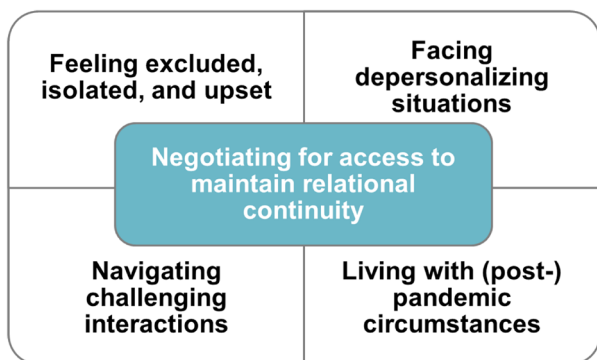 Feeling excluded,
isolated, and upset
Facing
depersonalizing
situations
Negotiating for access to
maintain relational
continuity
Navigating
challenging
interactions
Living with (post-)
pandemic
circumstances